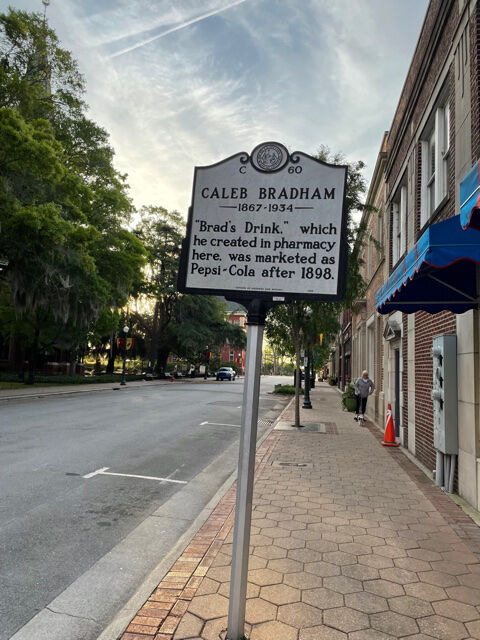 C 60
CALEB BRADHAM
1867-1934
"Brad's Drink," which
he created in pharmacy
here, was marketed as
Pepsi-Cola after 1898.